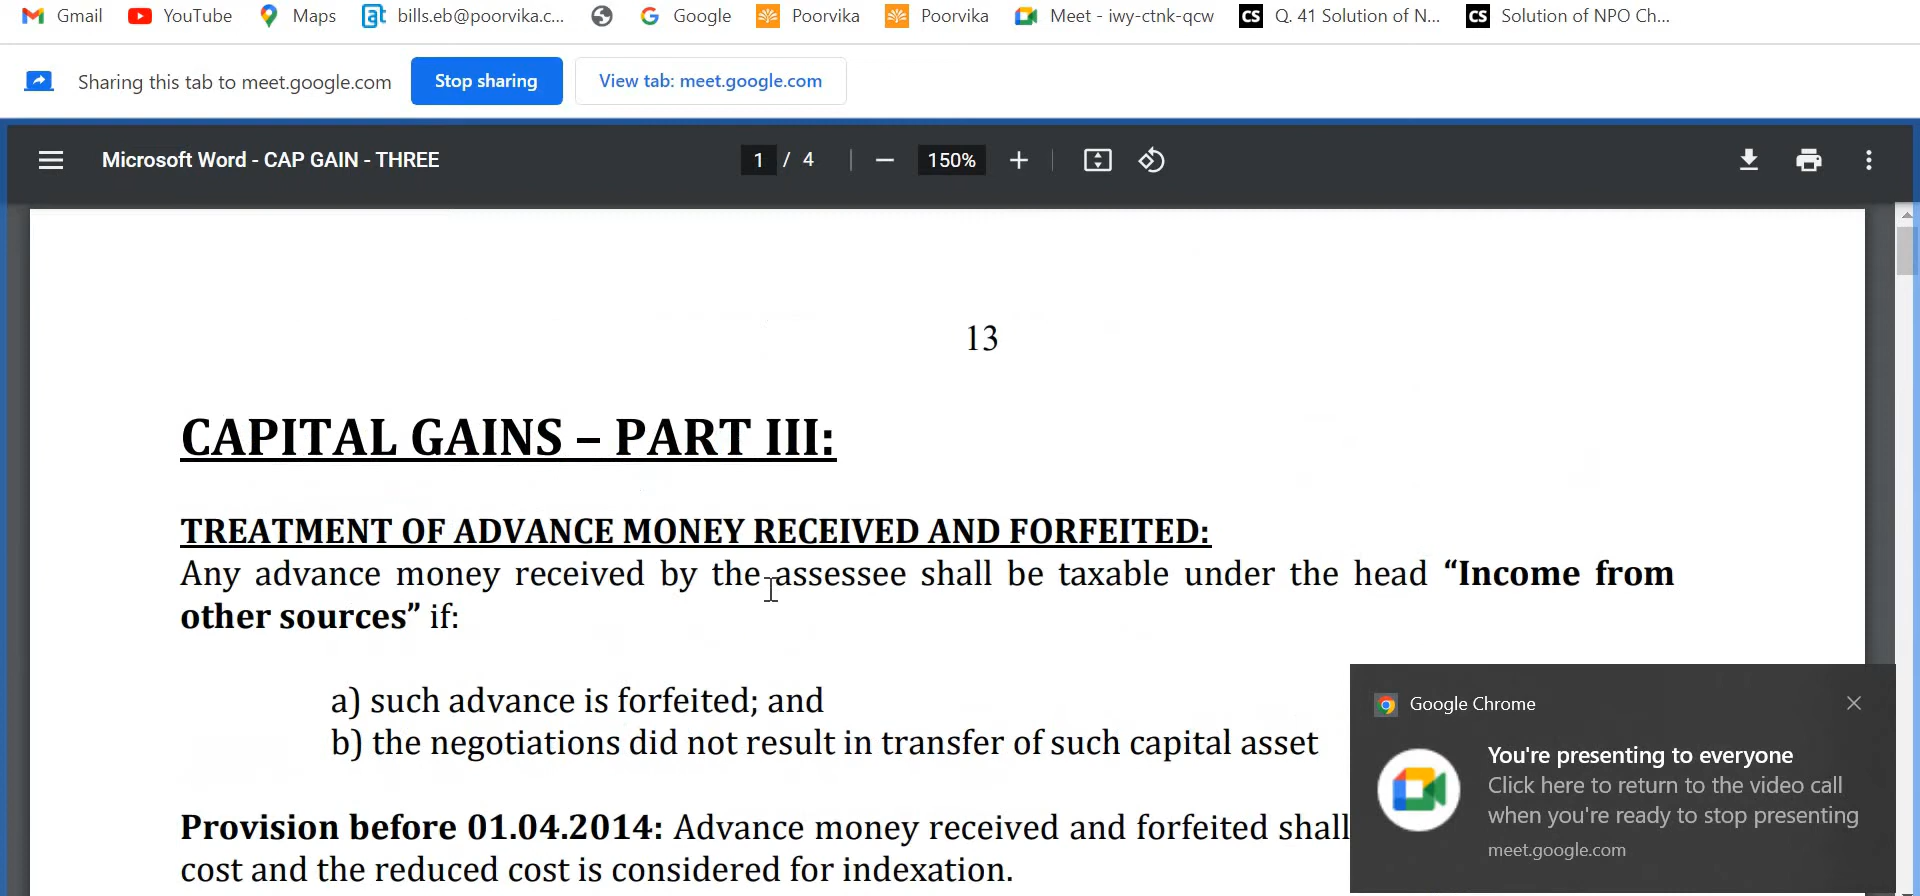 Gmail YouTube Maps bills.eb@poorvika.c... Google Poorvika Poorvika Meet - iwy-ctnk-qcw CS Q. 41 Solution of N... CS Solution of NPO Ch...
Sharing this tab to meet.google.com Stop sharing View tab: meet.google.com
Microsoft Word - CAP GAIN - THREE 1 / 4 150%
13
CAPITAL GAINS – PART III:
TREATMENT OF ADVANCE MONEY RECEIVED AND FORFEITED:
Any advance money received by the assessee shall be taxable under the head “Income from
other sources” if:
a) such advance is forfeited; and
b) the negotiations did not result in transfer of such capital asset
Provision before 01.04.2014: Advance money received and forfeited shall
cost and the reduced cost is considered for indexation.
Google Chrome
You're presenting to everyone
Click here to return to the video call
when you're ready to stop presenting
meet.google.com